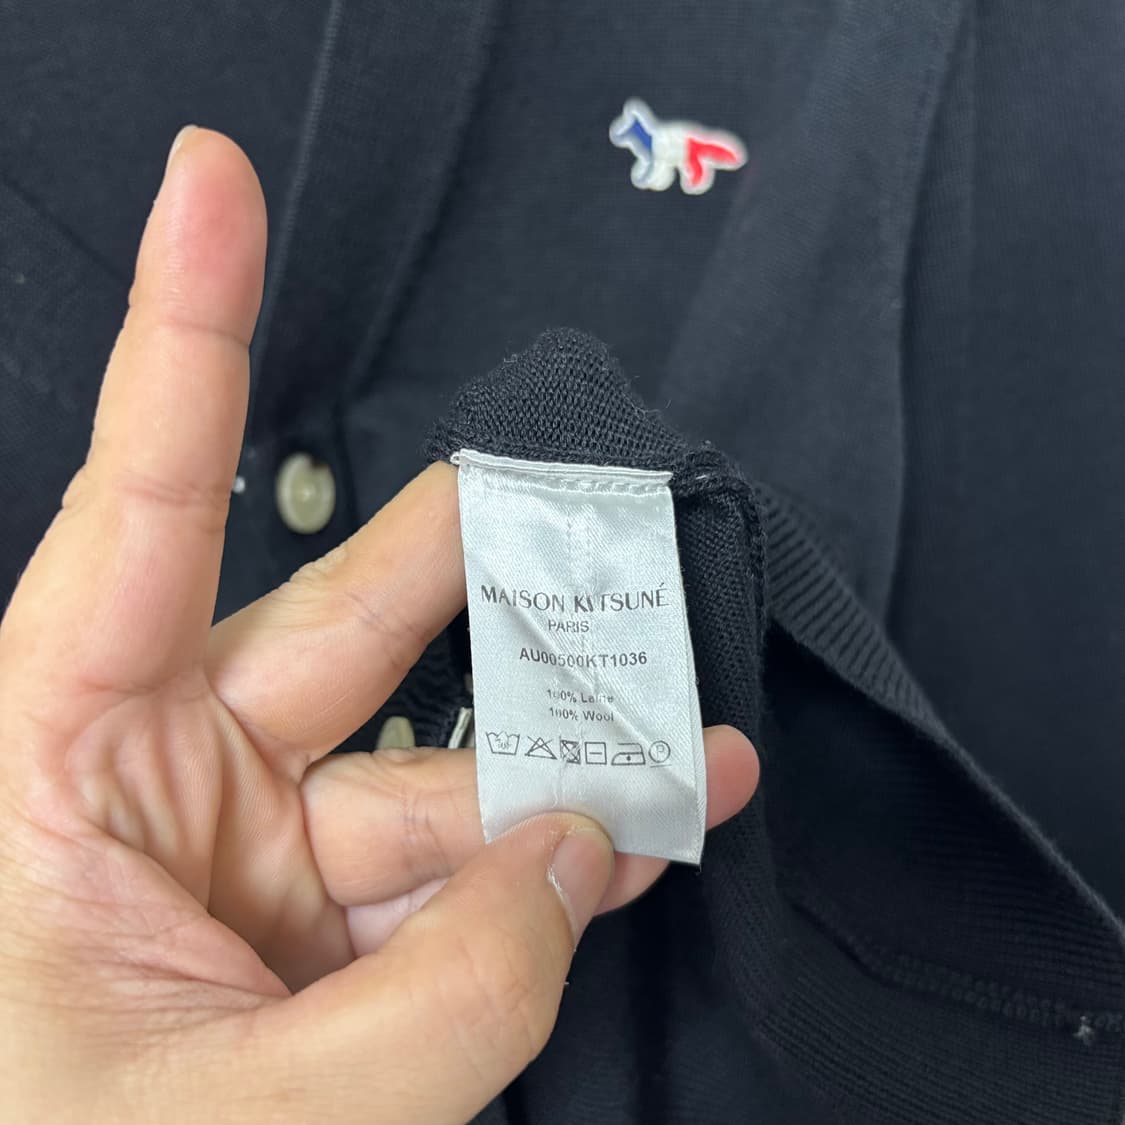 MAISON KITSUNÉ
PARIS
AU00500KT1036
100% Laine
100% Wool